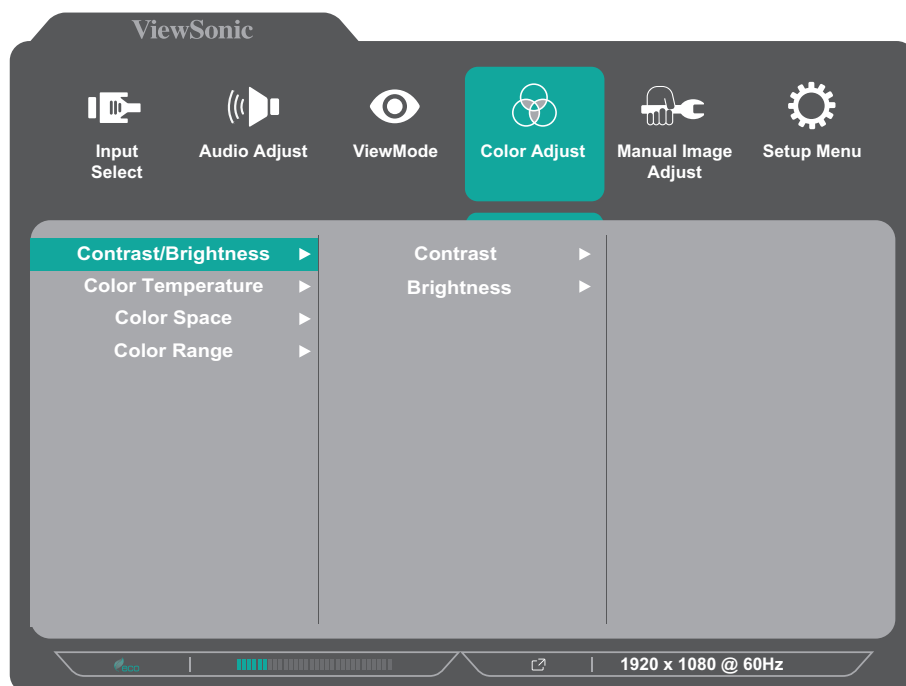 ViewSonic
Input
Select
Audio Adjust
ViewMode
Color Adjust
Manual Image
Adjust
Setup Menu
Contrast/Brightness
Color Temperature
Color Space
Color Range
Contrast
Brightness
eco
1920 x 1080 @ 60Hz